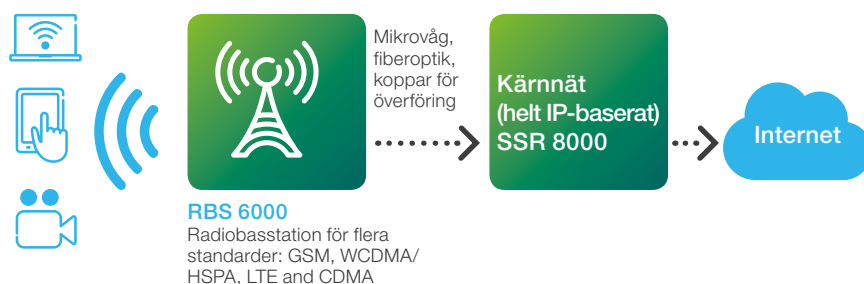 Mikrovåg,
fiberoptik,
koppar för
överföring
Kärnnät
(helt IP-baserat)
SSR 8000
Internet
RBS 6000
Radiobasstation för flera
standarder: GSM, WCDMA/
HSPA, LTE and CDMA